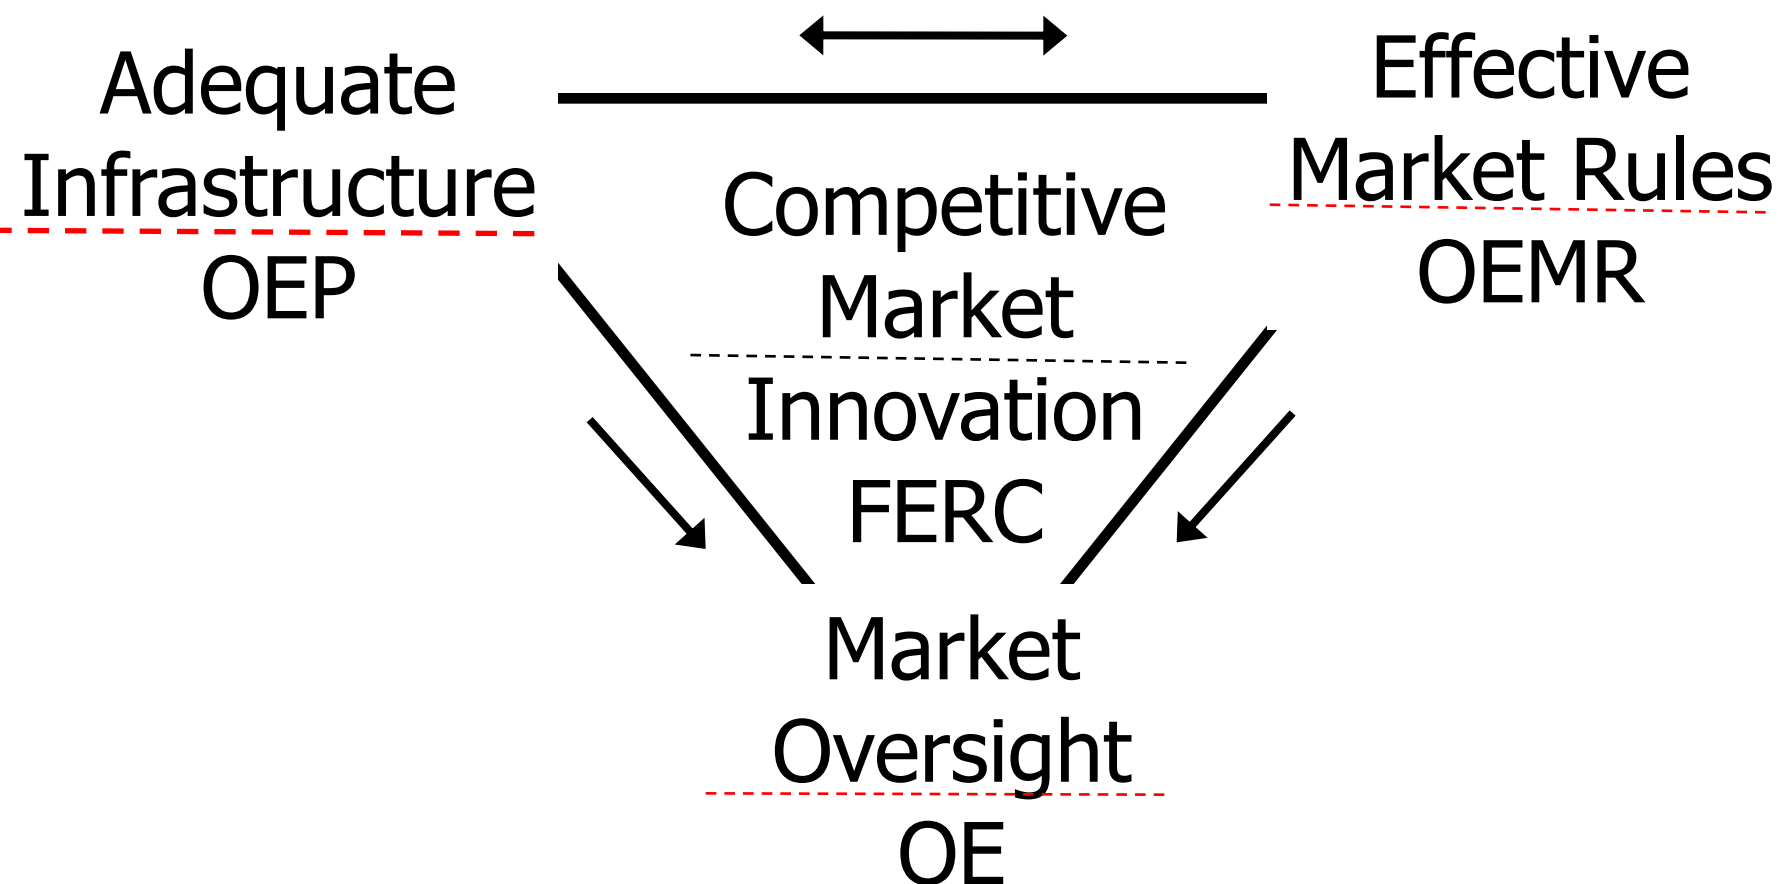 Adequate
Infrastructure
OEP
Effective
Market Rules
OEMR
Competitive
Market
Innovation
FERC
Market
Oversight
OE